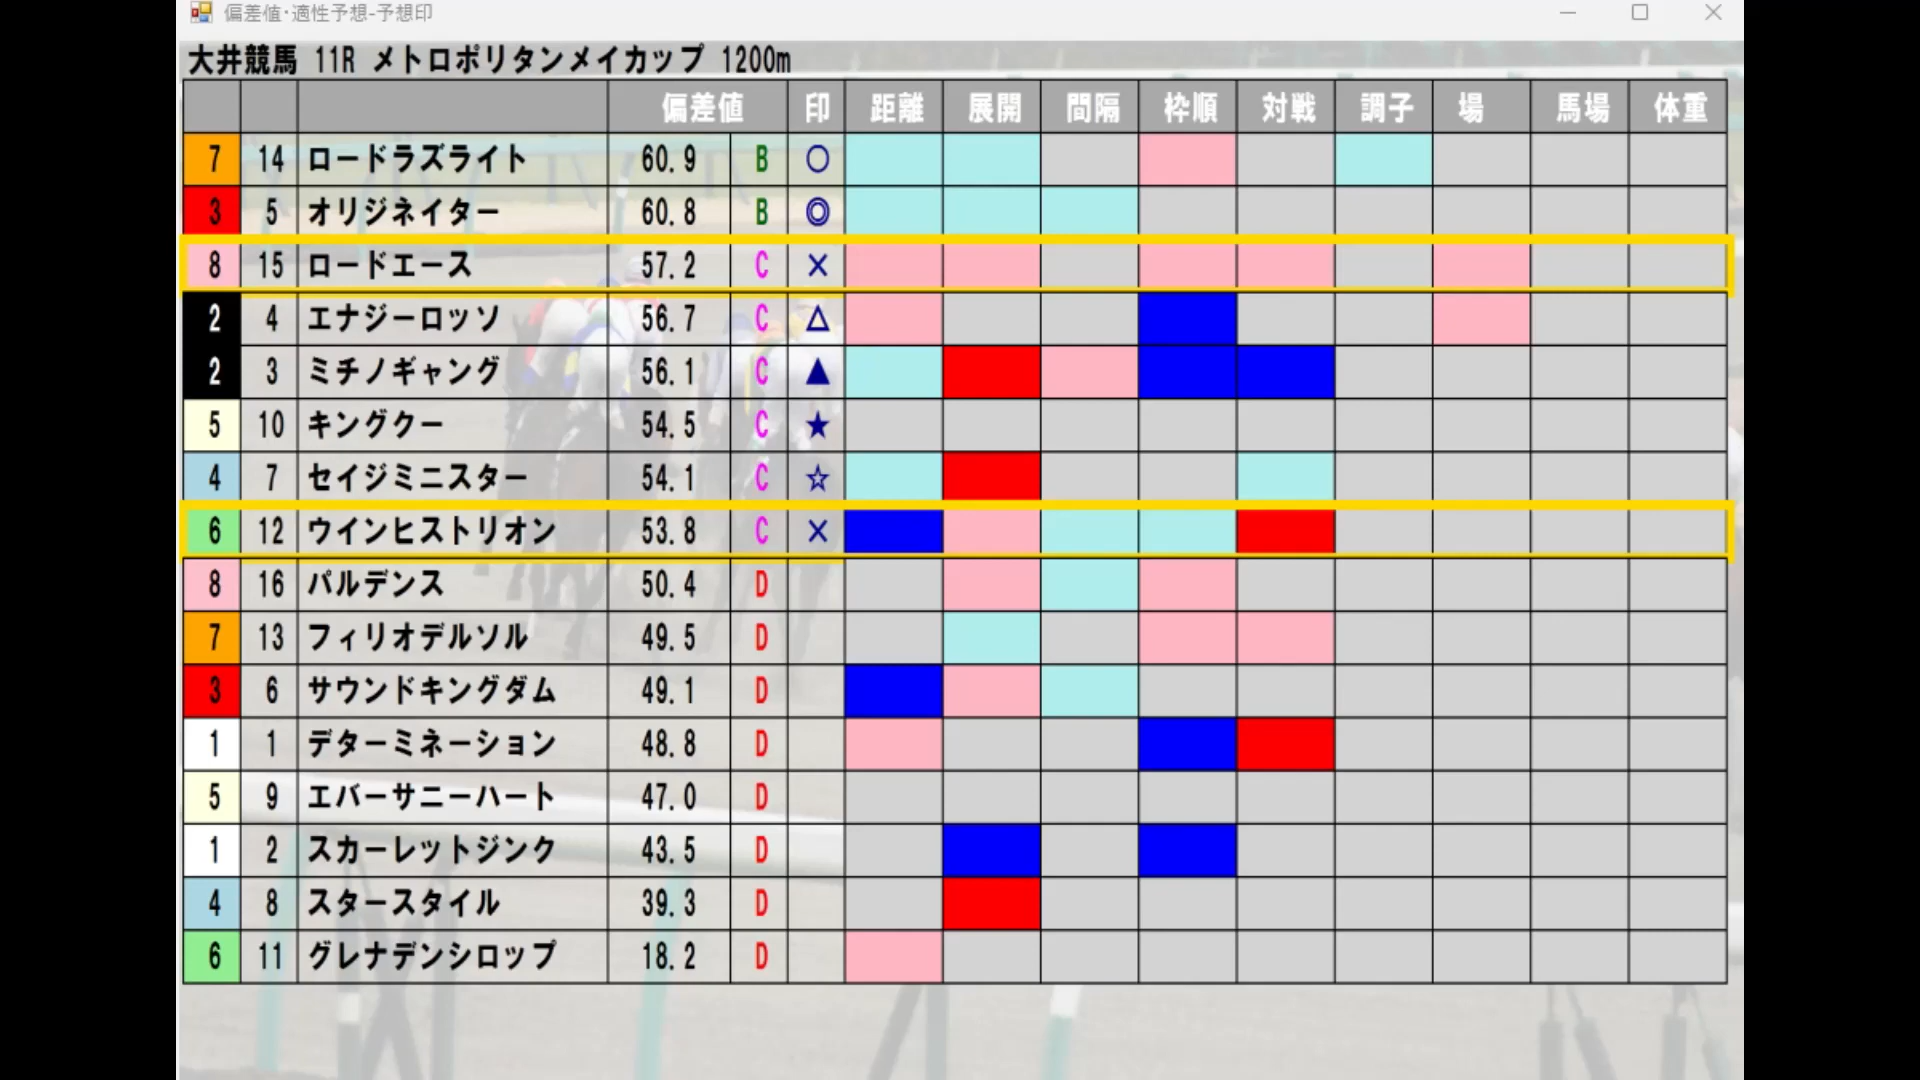 偏差値・適性予想-予想印
大井競馬 11R メトロポリタンメイカップ 1200m
偏差値 印 距離 展開 間隔 枠順 対戦 調子 場 馬場 体重
7 14 ロードラズライト 60.9 B ○
3 5 オリジネイター 60.8 B ◎
8 15 ロードエース 57.2 C ×
2 4 エナジーロッソ 56.7 C △
2 3 ミチノギャング 56.1 C ▲
5 10 キングクー 54.5 C ★
4 7 セイジミニスター 54.1 C ☆
6 12 ウインヒストリオン 53.8 C ×
8 16 パルデンス 50.4 D
7 13 フィリオデルソル 49.5 D
3 6 サウンドキングダム 49.1 D
1 1 デターミネーション 48.8 D
5 9 エバーサニーハート 47.0 D
1 2 スカーレットジンク 43.5 D
4 8 スタースタイル 39.3 D
6 11 グレナデンシロップ 18.2 D